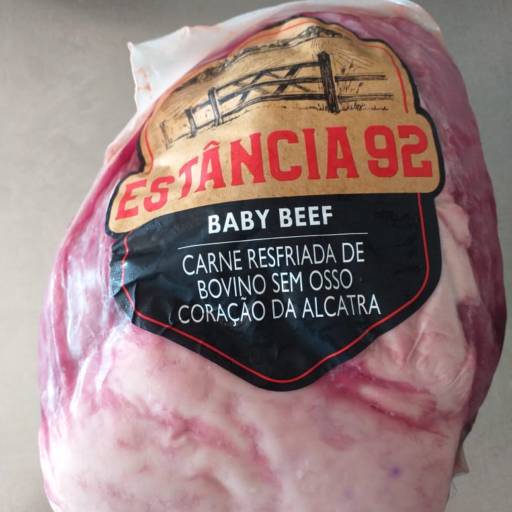 ESTÂNCIA 92
BABY BEEF
CARNE RESFRIADA DE
BOVINO SEM OSSO
CORAÇÃO DA ALCATRA